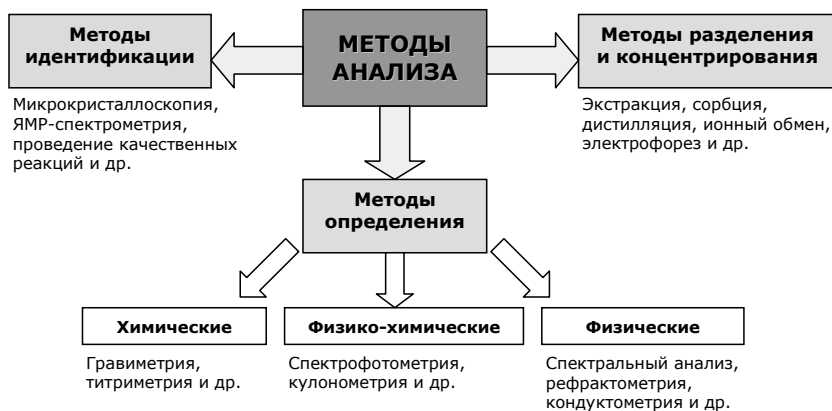 МЕТОДЫ
АНАЛИЗА
Методы
идентификации
Микрокристаллоскопия,
ЯМР-спектрометрия,
проведение качественных
реакций и др.
Методы разделения
и концентрирования
Экстракция, сорбция,
дистилляция, ионный обмен,
электрофорез и др.
Методы
определения
Химические
Гравиметрия,
титриметрия и др.
Физико-химические
Спектрофотометрия,
кулонометрия и др.
Физические
Спектральный анализ,
рефрактометрия,
кондуктометрия и др.